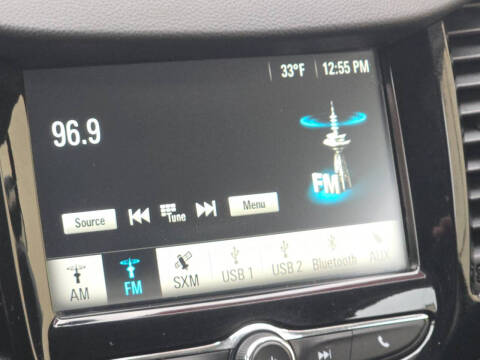 33°F 12:55 PM
96.9
FM
Source Tune Menu
AM FM SXM USB 1 USB 2 Bluetooth AUX